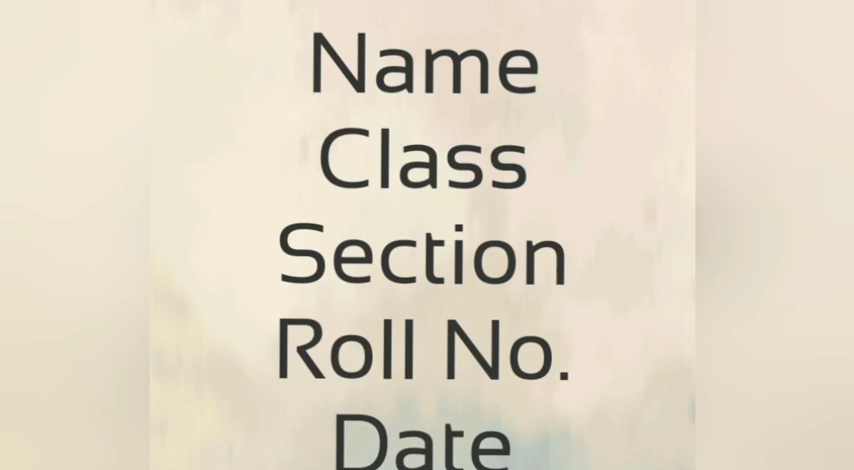 Name
Class
Section
Roll No.
Date